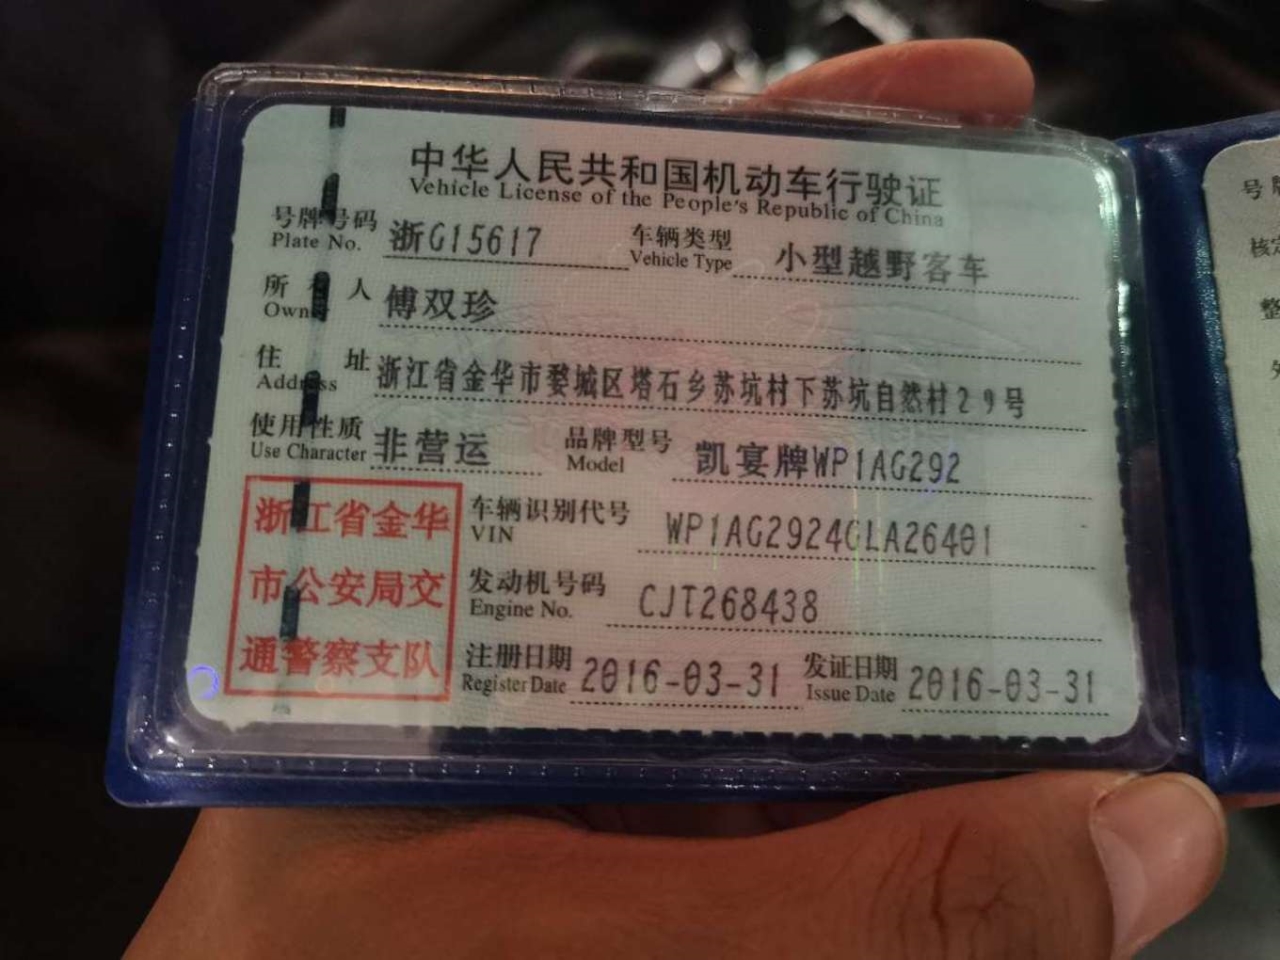 中华人民共和国机动车行驶证
Vehicle License of the People's Republic of China
号牌号码 浙G15617 车辆类型 小型越野客车
Plate No. Vehicle Type
所 人 傅双珍
Owner
住 址 浙江省金华市婺城区塔石乡苏坑村下苏坑自然村29号
Address
使用性质 非营运 品牌型号 凯宴牌WP1AG292
Use Character Model
浙江省金华
市公安局交
通警察支队
车辆识别代号 WP1AG2924GLA26401
VIN
发动机号码 CJT268438
Engine No.
注册日期 2016-03-31 发证日期 2016-03-31
Register Date Issue Date
号
核
整